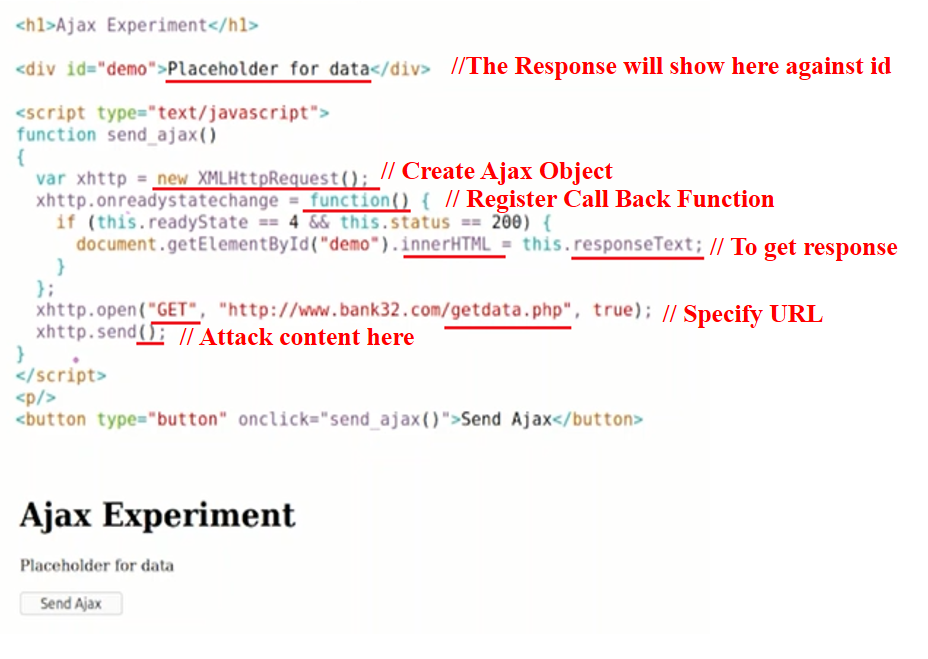 <h1>Ajax Experiment</h1>
<div id="demo">Placeholder for data</div> //The Response will show here against id
<script type="text/javascript">
function send_ajax()
{
var xhttp = new XMLHttpRequest(); // Create Ajax Object
xhttp.onreadystatechange = function() { // Register Call Back Function
if (this.readyState == 4 && this.status == 200) {
document.getElementById("demo").innerHTML = this.responseText; // To get response
}
};
xhttp.open("GET", "http://www.bank32.com/getdata.php", true); // Specify URL
xhttp.send(); // Attack content here
}
</script>
<p/>
<button type="button" onclick="send_ajax()">Send Ajax</button>
Ajax Experiment
Placeholder for data
Send Ajax